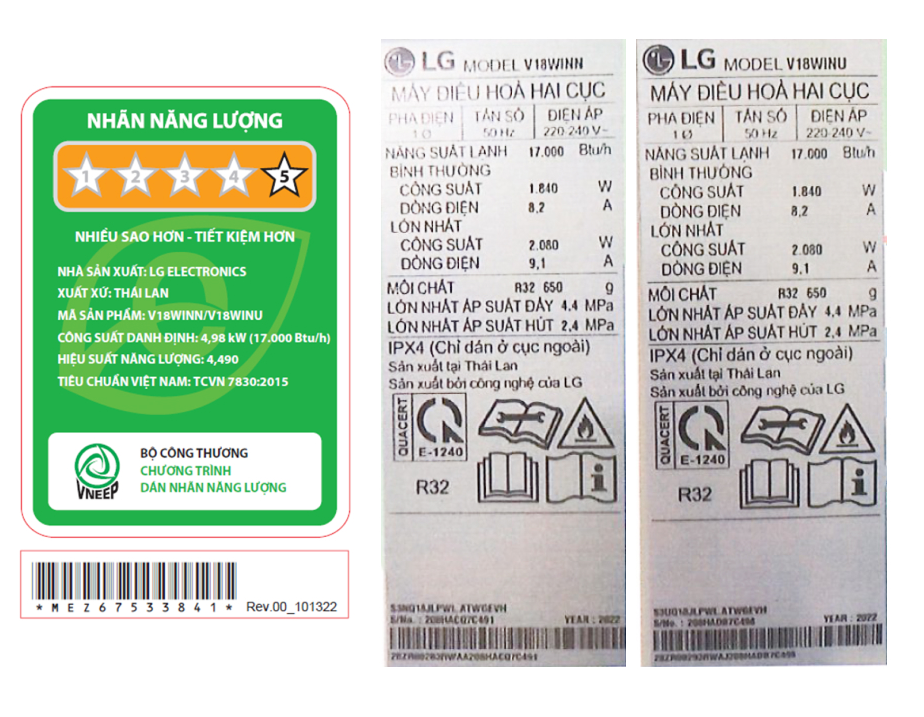 NHÃN NĂNG LƯỢNG
1 2 3 4 5
NHIỀU SAO HƠN - TIẾT KIỆM HƠN
NHÀ SẢN XUẤT: LG ELECTRONICS
XUẤT XỨ: THÁI LAN
MÃ SẢN PHẨM: V18WINN/V18WINU
CÔNG SUẤT DANH ĐỊNH: 4,98 kW (17.000 Btu/h)
HIỆU SUẤT NĂNG LƯỢNG: 4,490
TIÊU CHUẨN VIỆT NAM: TCVN 7830:2015
VNEEP
BỘ CÔNG THƯƠNG
CHƯƠNG TRÌNH
DÁN NHÃN NĂNG LƯỢNG
*MEZ67533841* Rev.00_101322
LG MODEL V18WINN
MÁY ĐIỀU HOÀ HAI CỤC
PHA ĐIỆN TẦN SỐ ĐIỆN ÁP
1 Ø 50 Hz 220-240 V~
NĂNG SUẤT LẠNH 17.000 Btu/h
BÌNH THƯỜNG
CÔNG SUẤT 1.840 W
DÒNG ĐIỆN 8,2 A
LỚN NHẤT
CÔNG SUẤT 2.080 W
DÒNG ĐIỆN 9,1 A
MÔI CHẤT R32 650 g
LỚN NHẤT ÁP SUẤT ĐẨY 4,4 MPa
LỚN NHẤT ÁP SUẤT HÚT 2,4 MPa
IPX4 (Chỉ dán ở cục ngoài)
Sản xuất tại Thái Lan
Sản xuất bởi công nghệ của LG
QUACERT
E-1240
R32
S/No. : 208HACQ7C491 YEAR : 2022
LG MODEL V18WINU
MÁY ĐIỀU HOÀ HAI CỤC
PHA ĐIỆN TẦN SỐ ĐIỆN ÁP
1 Ø 50 Hz 220-240 V~
NĂNG SUẤT LẠNH 17.000 Btu/h
BÌNH THƯỜNG
CÔNG SUẤT 1.840 W
DÒNG ĐIỆN 8,2 A
LỚN NHẤT
CÔNG SUẤT 2.080 W
DÒNG ĐIỆN 9,1 A
MÔI CHẤT R32 650 g
LỚN NHẤT ÁP SUẤT ĐẨY 4,4 MPa
LỚN NHẤT ÁP SUẤT HÚT 2,4 MPa
IPX4 (Chỉ dán ở cục ngoài)
Sản xuất tại Thái Lan
Sản xuất bởi công nghệ của LG
QUACERT
E-1240
R32
S/No. : 208HADB7C498 YEAR : 2022